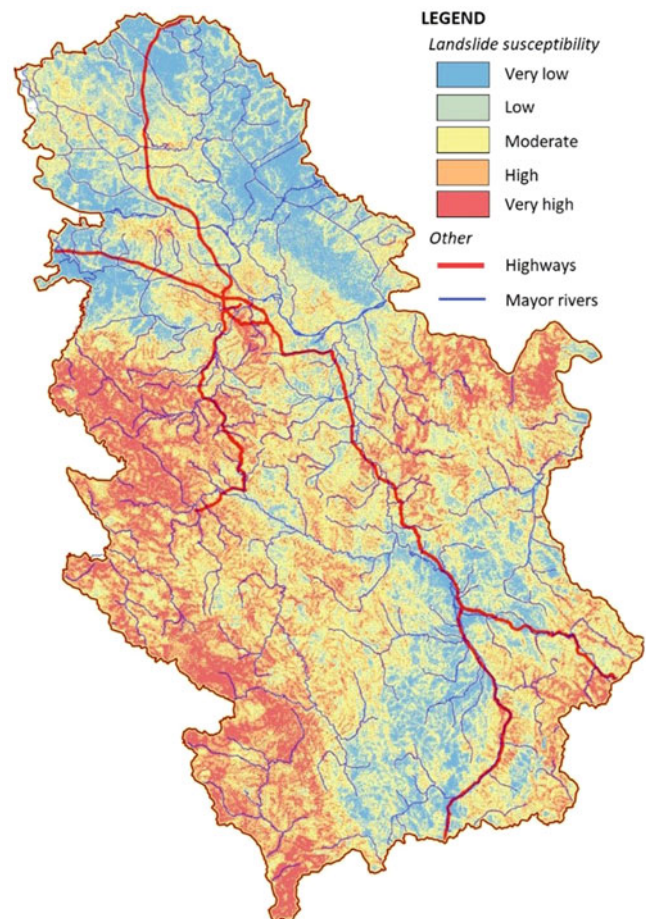 LEGEND
Landslide susceptibility
Very low
Low
Moderate
High
Very high
Other
Highways
Mayor rivers